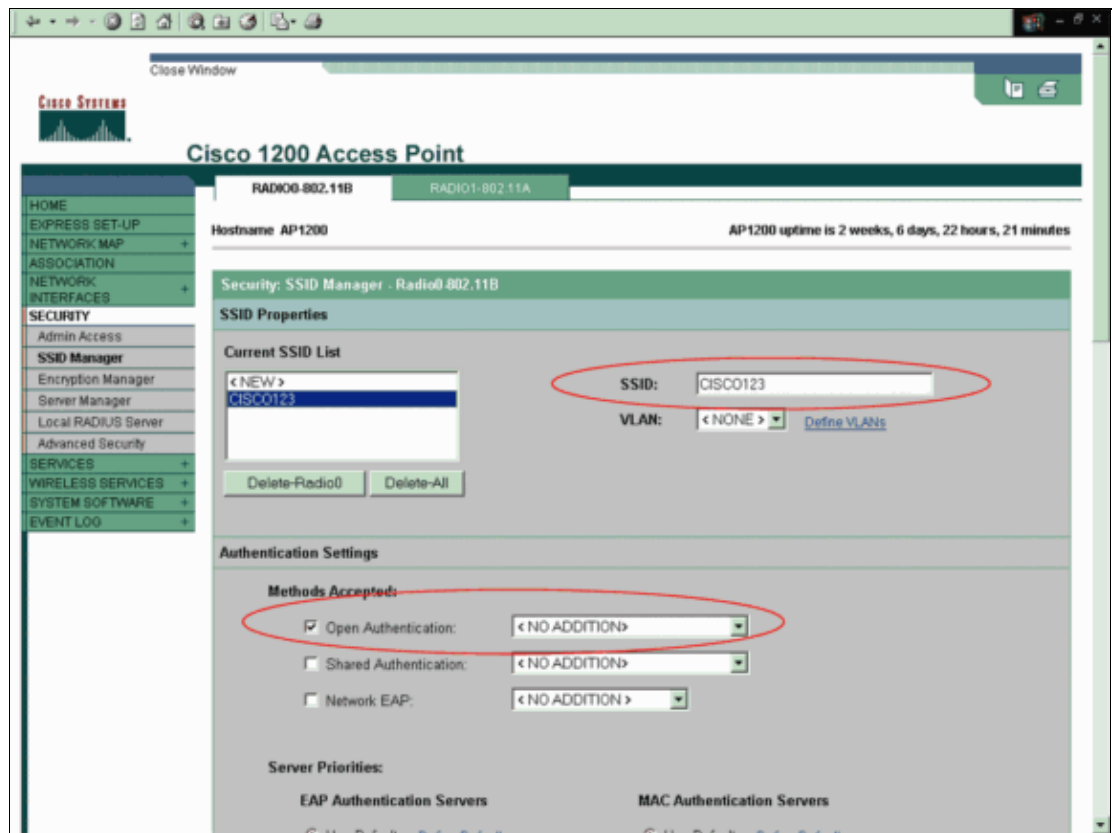 Close Window
CISCO SYSTEMS
Cisco 1200 Access Point
RADIO0-802.11B RADIO1-802.11A
HOME
EXPRESS SET-UP
NETWORK MAP +
ASSOCIATION
NETWORK INTERFACES +
SECURITY
Admin Access
SSID Manager
Encryption Manager
Server Manager
Local RADIUS Server
Advanced Security
SERVICES +
WIRELESS SERVICES +
SYSTEM SOFTWARE +
EVENT LOG +
Hostname AP1200 AP1200 uptime is 2 weeks, 6 days, 22 hours, 21 minutes
Security: SSID Manager - Radio0-802.11B
SSID Properties
Current SSID List
< NEW >
CISCO123
SSID: CISCO123
VLAN: < NONE > Define VLANs
Delete-Radio0 Delete-All
Authentication Settings
Methods Accepted:
Open Authentication: < NO ADDITION>
Shared Authentication: < NO ADDITION>
Network EAP: < NO ADDITION >
Server Priorities:
EAP Authentication Servers MAC Authentication Servers